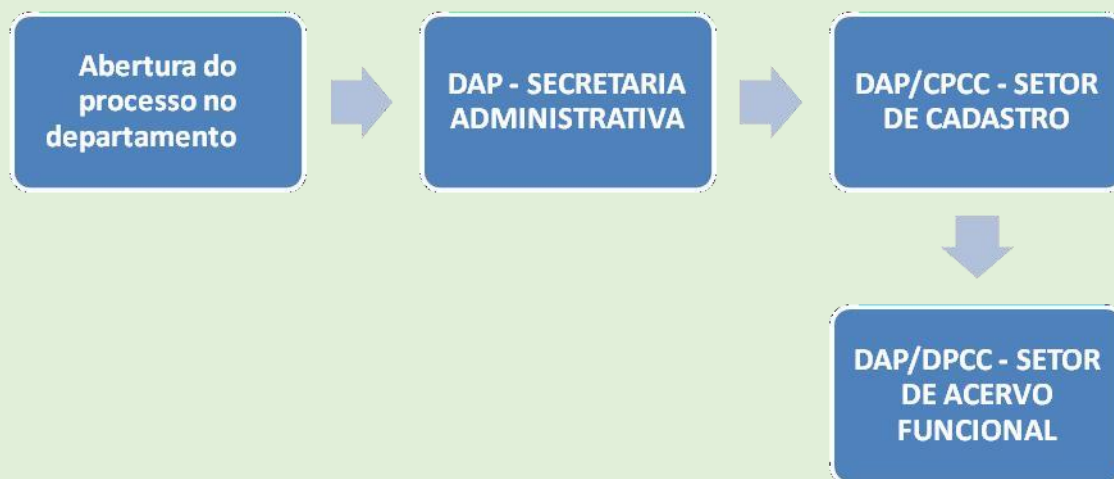 Abertura do
processo no
departamento
DAP - SECRETARIA
ADMINISTRATIVA
DAP/CPCC - SETOR
DE CADASTRO
DAP/DPCC - SETOR
DE ACERVO
FUNCIONAL